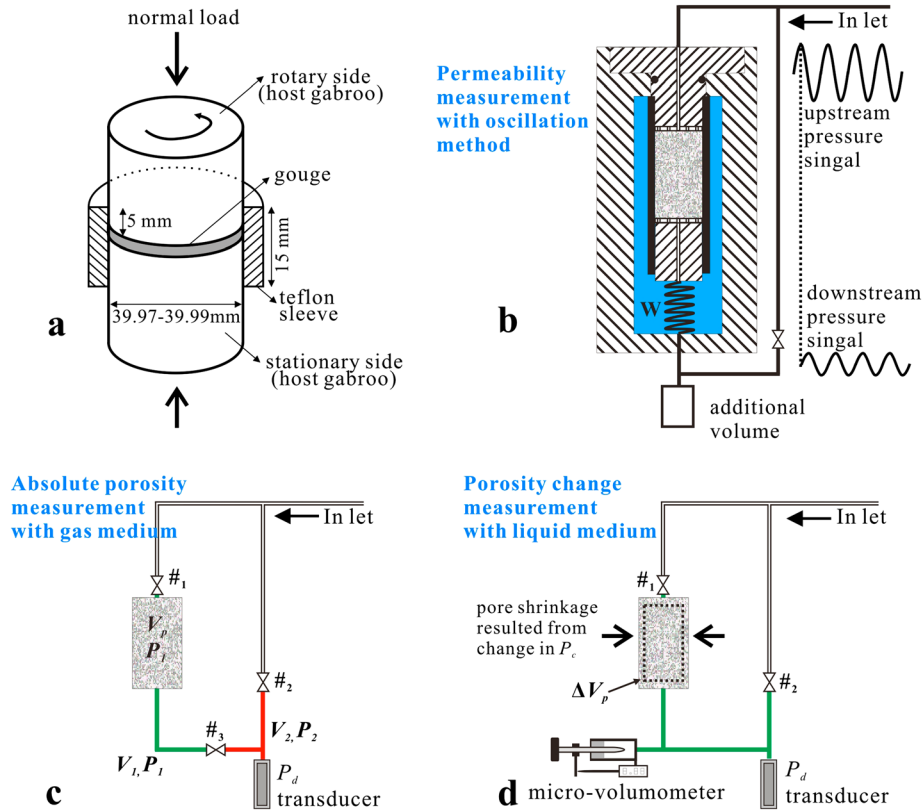 normal load
rotary side
(host gabroo)
gouge
5 mm
15 mm
teflon
sleeve
39.97-39.99mm
a
stationary side
(host gabroo)
In let
Permeability
measurement
with oscillation
method
upstream
pressure
singal
W
b
downstream
pressure
singal
additional
volume
Absolute porosity
measurement
with gas medium
In let
#1
Vp
P1
#2
#3
V2,P2
V1,P1
Pd
transducer
c
Porosity change
measurement
with liquid medium
In let
#1
pore shrinkage
resulted from
change in Pc
ΔVp
#2
8.88
micro-volumometer
Pd
transducer
d